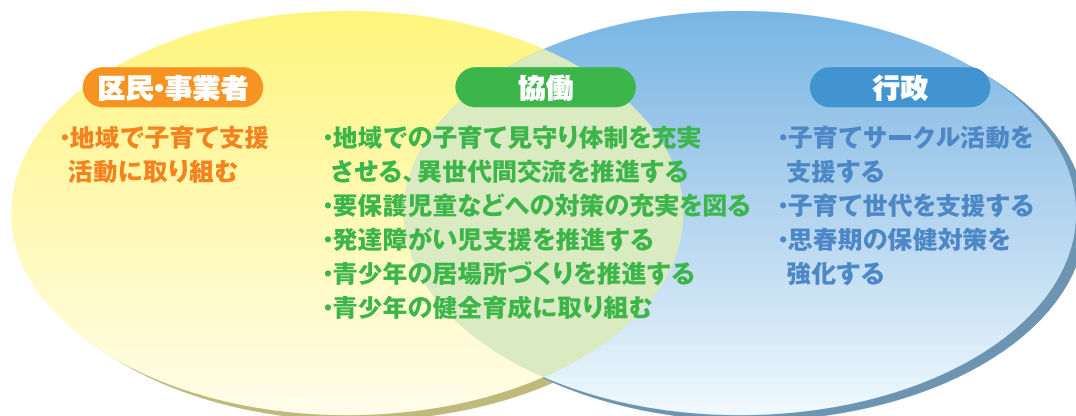 区民・事業者
・地域で子育て支援
活動に取り組む
協働
・地域での子育て見守り体制を充実
させる、異世代間交流を推進する
・要保護児童などへの対策の充実を図る
・発達障がい児支援を推進する
・青少年の居場所づくりを推進する
・青少年の健全育成に取り組む
行政
・子育てサークル活動を
支援する
・子育て世代を支援する
・思春期の保健対策を
強化する